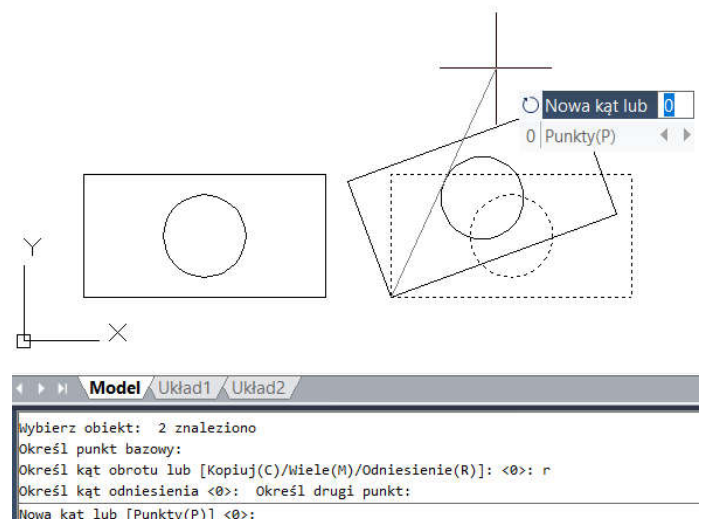 Nowa kąt lub 0
0 Punkty(P)
Y
X
Model Układ1 Układ2
Wybierz obiekt: 2 znaleziono
Określ punkt bazowy:
Określ kąt obrotu lub [Kopiuj(C)/Wiele(M)/Odniesienie(R)]: <0>: r
Określ kąt odniesienia <0>: Określ drugi punkt:
Nowa kąt lub [Punkty(P)] <0>: